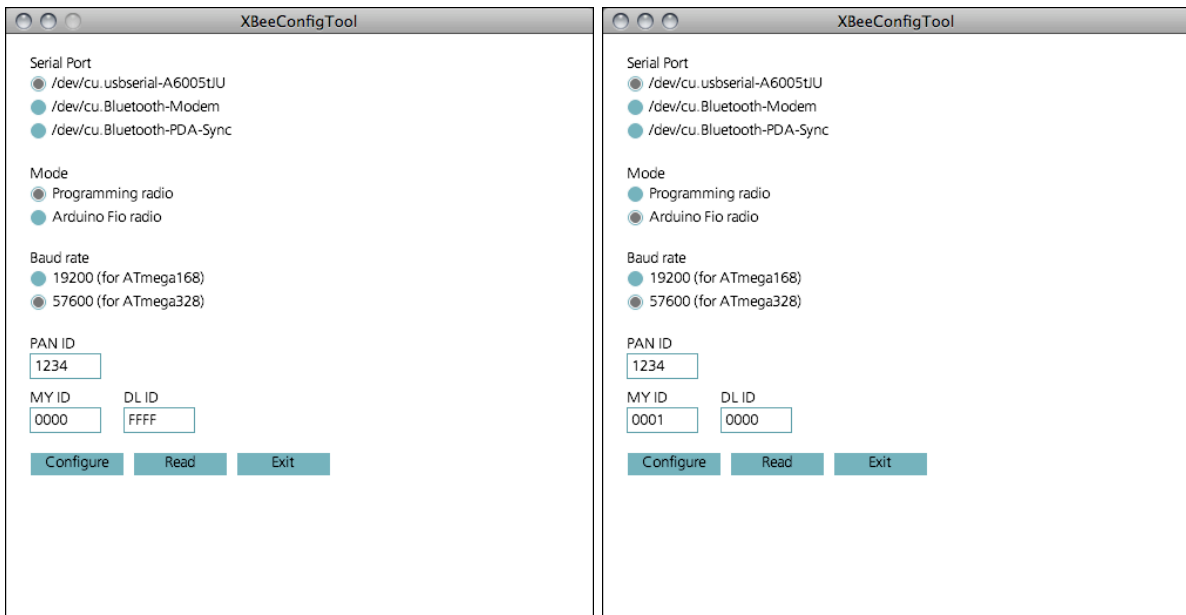 XBeeConfigTool
Serial Port
/dev/cu.usbserial-A6005tJU
/dev/cu.Bluetooth-Modem
/dev/cu.Bluetooth-PDA-Sync
Mode
Programming radio
Arduino Fio radio
Baud rate
19200 (for ATmega168)
57600 (for ATmega328)
PAN ID
1234
MY ID DL ID
0000 FFFF
Configure Read Exit
XBeeConfigTool
Serial Port
/dev/cu.usbserial-A6005tJU
/dev/cu.Bluetooth-Modem
/dev/cu.Bluetooth-PDA-Sync
Mode
Programming radio
Arduino Fio radio
Baud rate
19200 (for ATmega168)
57600 (for ATmega328)
PAN ID
1234
MY ID DL ID
0001 0000
Configure Read Exit